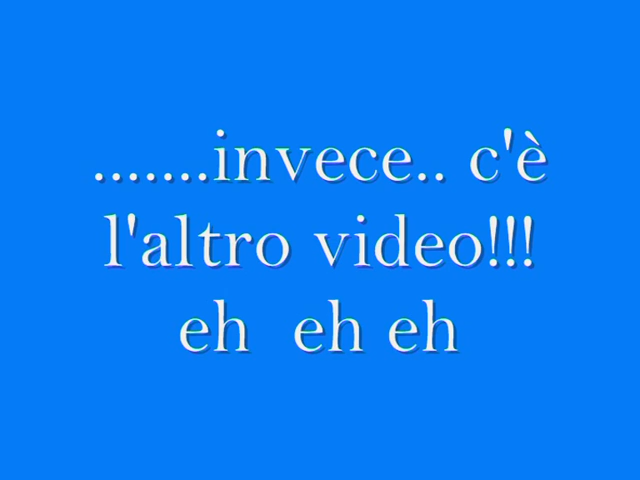 .......invece.. c'è
l'altro video!!!
eh  eh eh